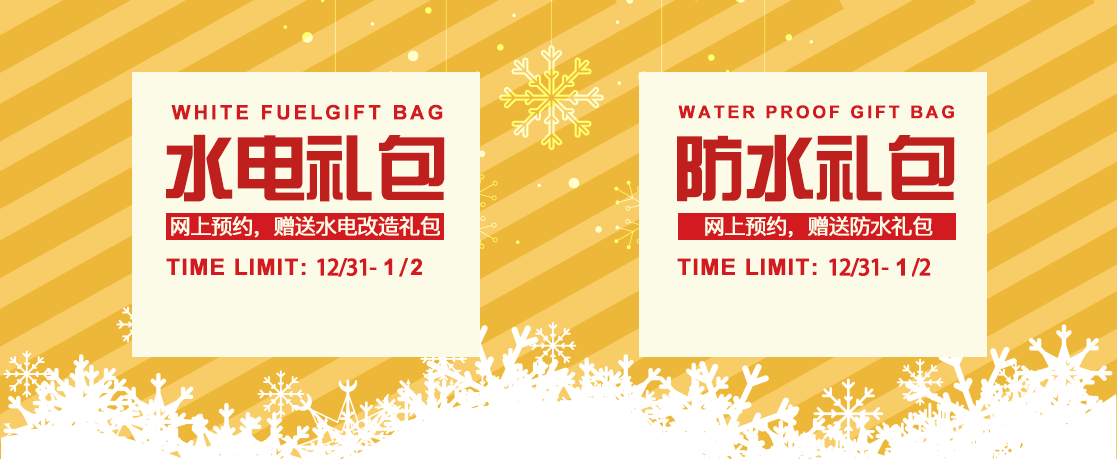 WHITE FUELGIFT BAG
水电礼包
网上预约，赠送水电改造礼包
TIME LIMIT: 12/31- 1/2
WATER PROOF GIFT BAG
防水礼包
网上预约，赠送防水礼包
TIME LIMIT: 12/31- 1/2